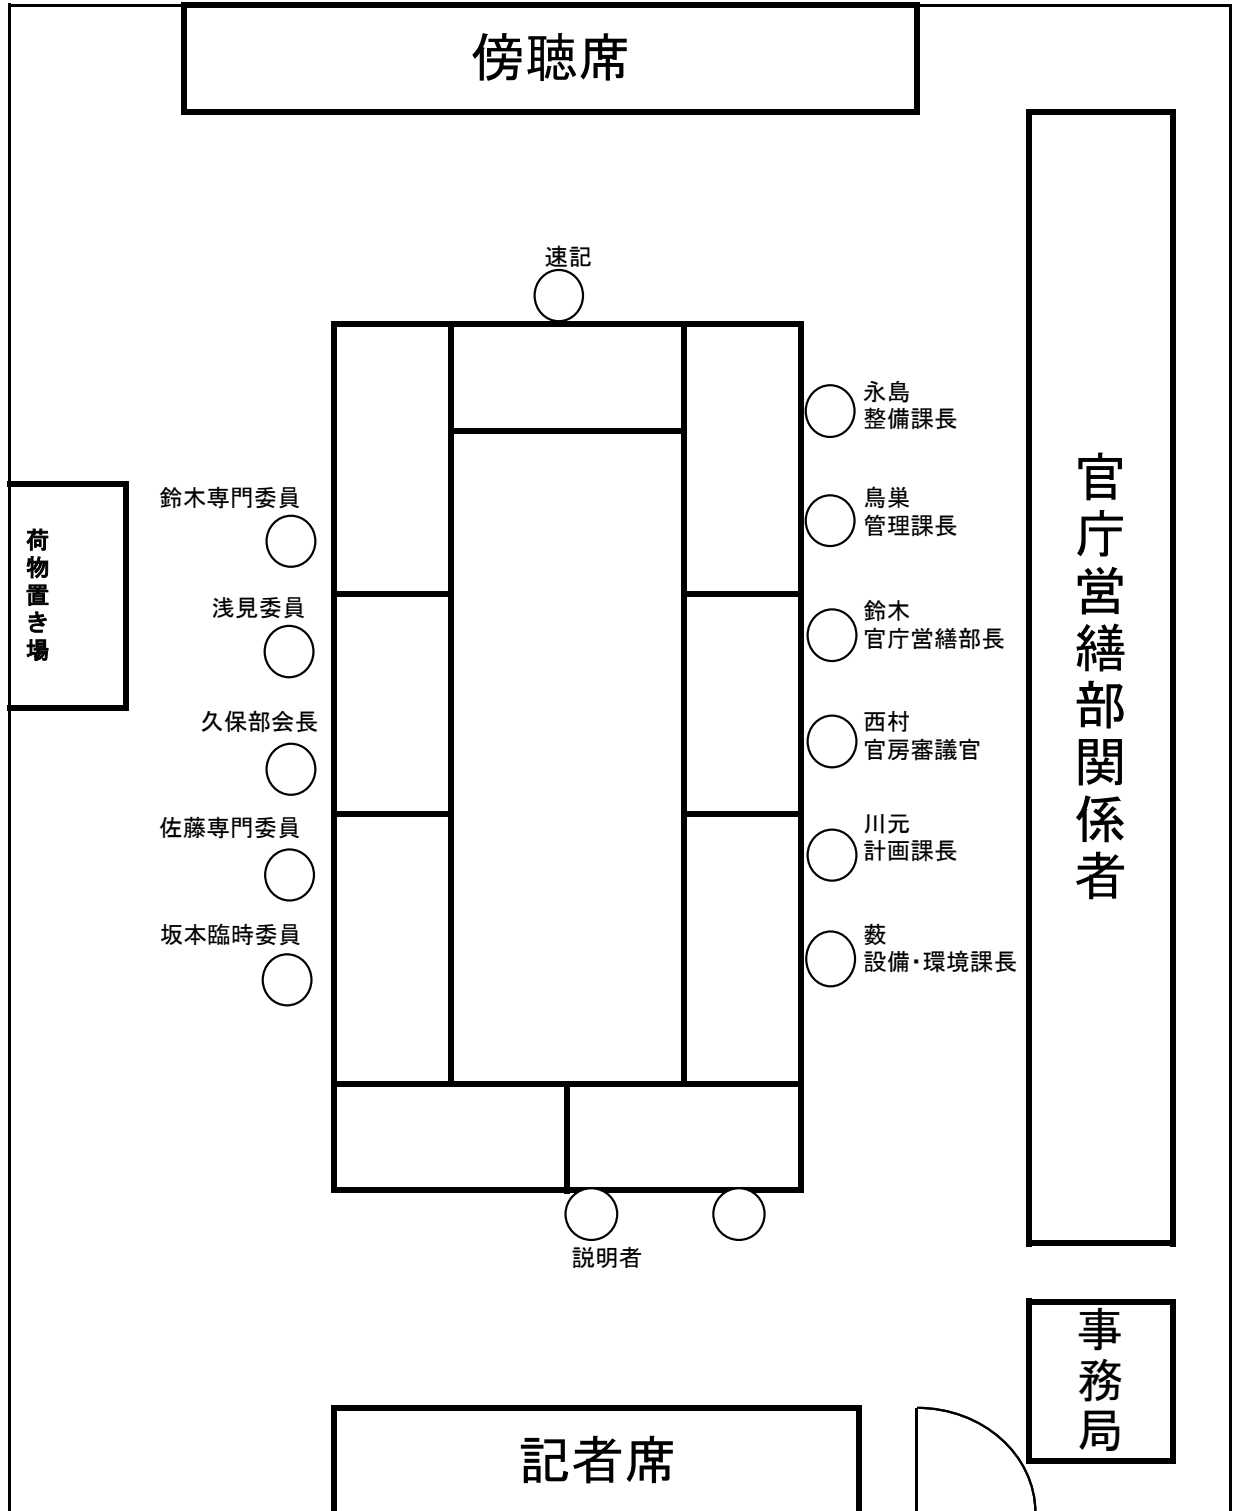 傍聴席
速記
永島
整備課長
鳥巣
管理課長
鈴木
官庁営繕部長
西村
官房審議官
川元
計画課長
薮
設備・環境課長
鈴木専門委員
浅見委員
久保部会長
佐藤専門委員
坂本臨時委員
荷物置き場
官庁営繕部関係者
説明者
事務局
記者席